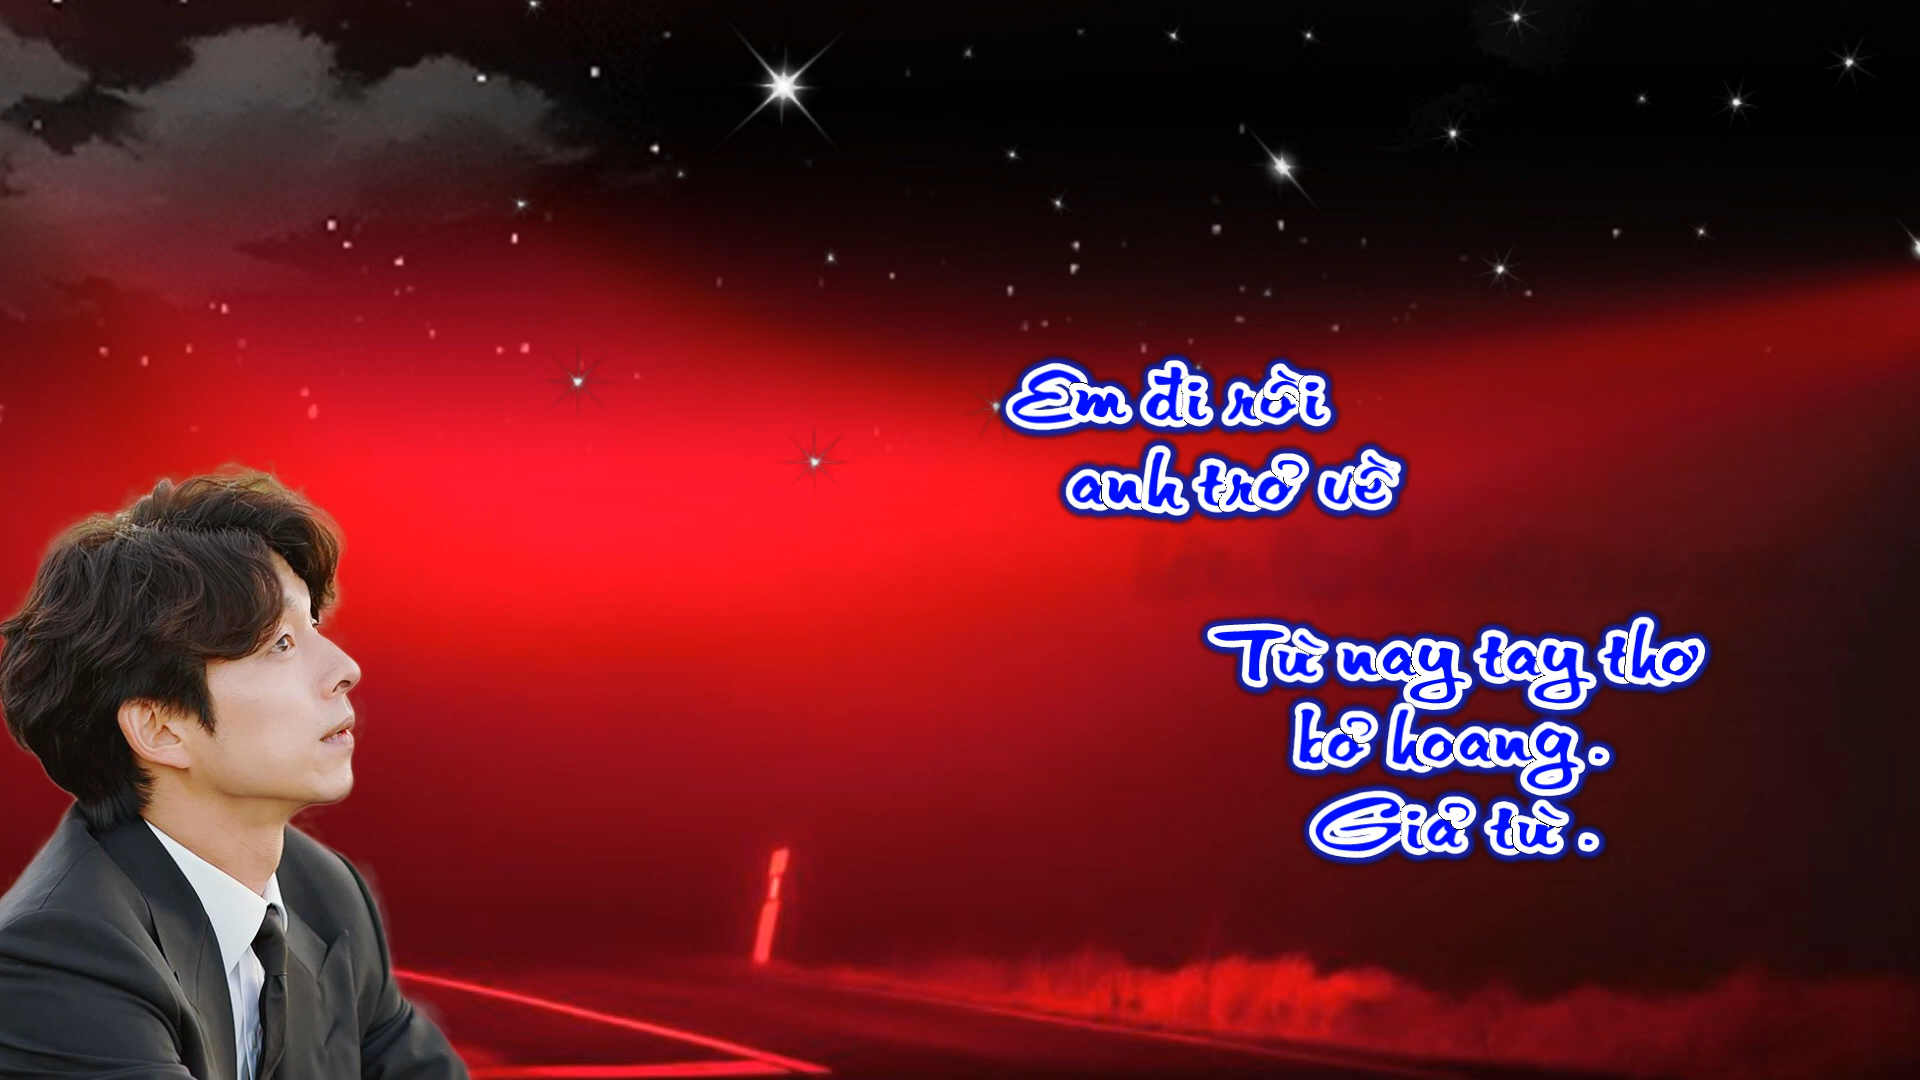 Em đi rồi
anh trở về
Từ nay tay thơ
bỏ hoang .
Giả từ .